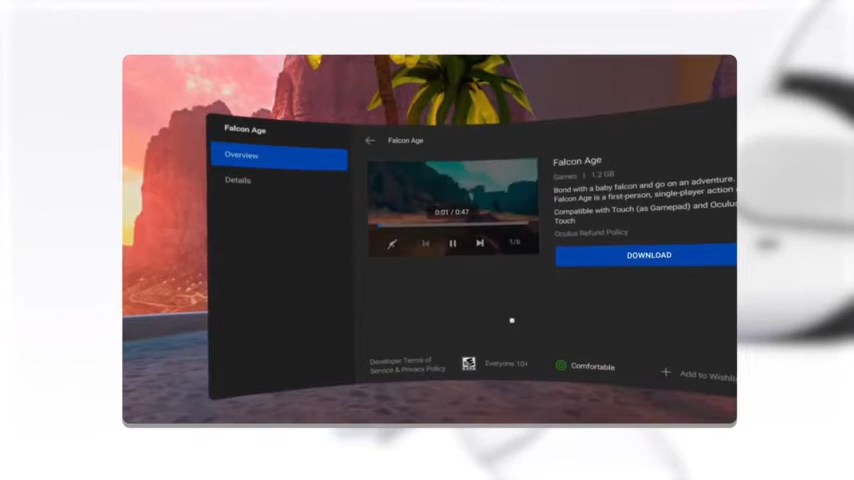 Falcon Age
Overview
Details
Falcon Age
0:01 / 0:47
1/6
Falcon Age
Games | 1.2 GB
Bond with a baby falcon and go on an adventure.
Falcon Age is a first-person, single-player action
Compatible with Touch (as Gamepad) and Oculus
Touch
Oculus Refund Policy
DOWNLOAD
Developer Terms of
Service & Privacy Policy
Everyone 10+
Comfortable
Add to Wishli